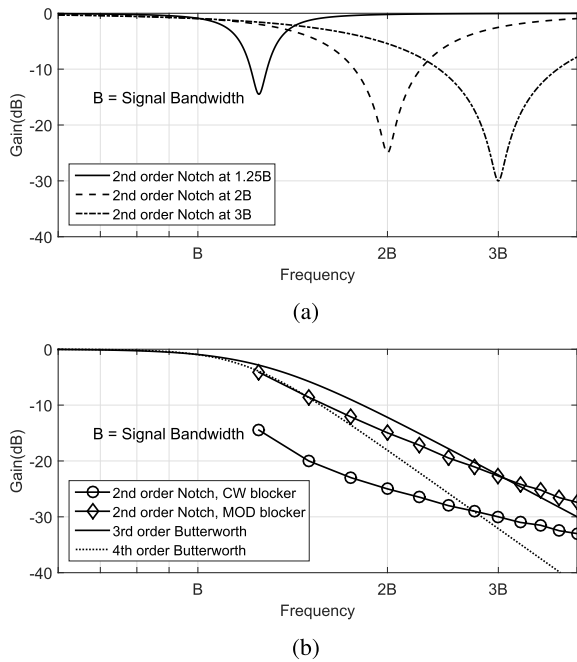 0
-10
-20
-30
-40
Gain(dB)
B = Signal Bandwidth
2nd order Notch at 1.25B
2nd order Notch at 2B
2nd order Notch at 3B
B
2B
3B
Frequency
(a)
0
-10
-20
-30
-40
Gain(dB)
B = Signal Bandwidth
2nd order Notch, CW blocker
2nd order Notch, MOD blocker
3rd order Butterworth
4th order Butterworth
B
2B
3B
Frequency
(b)